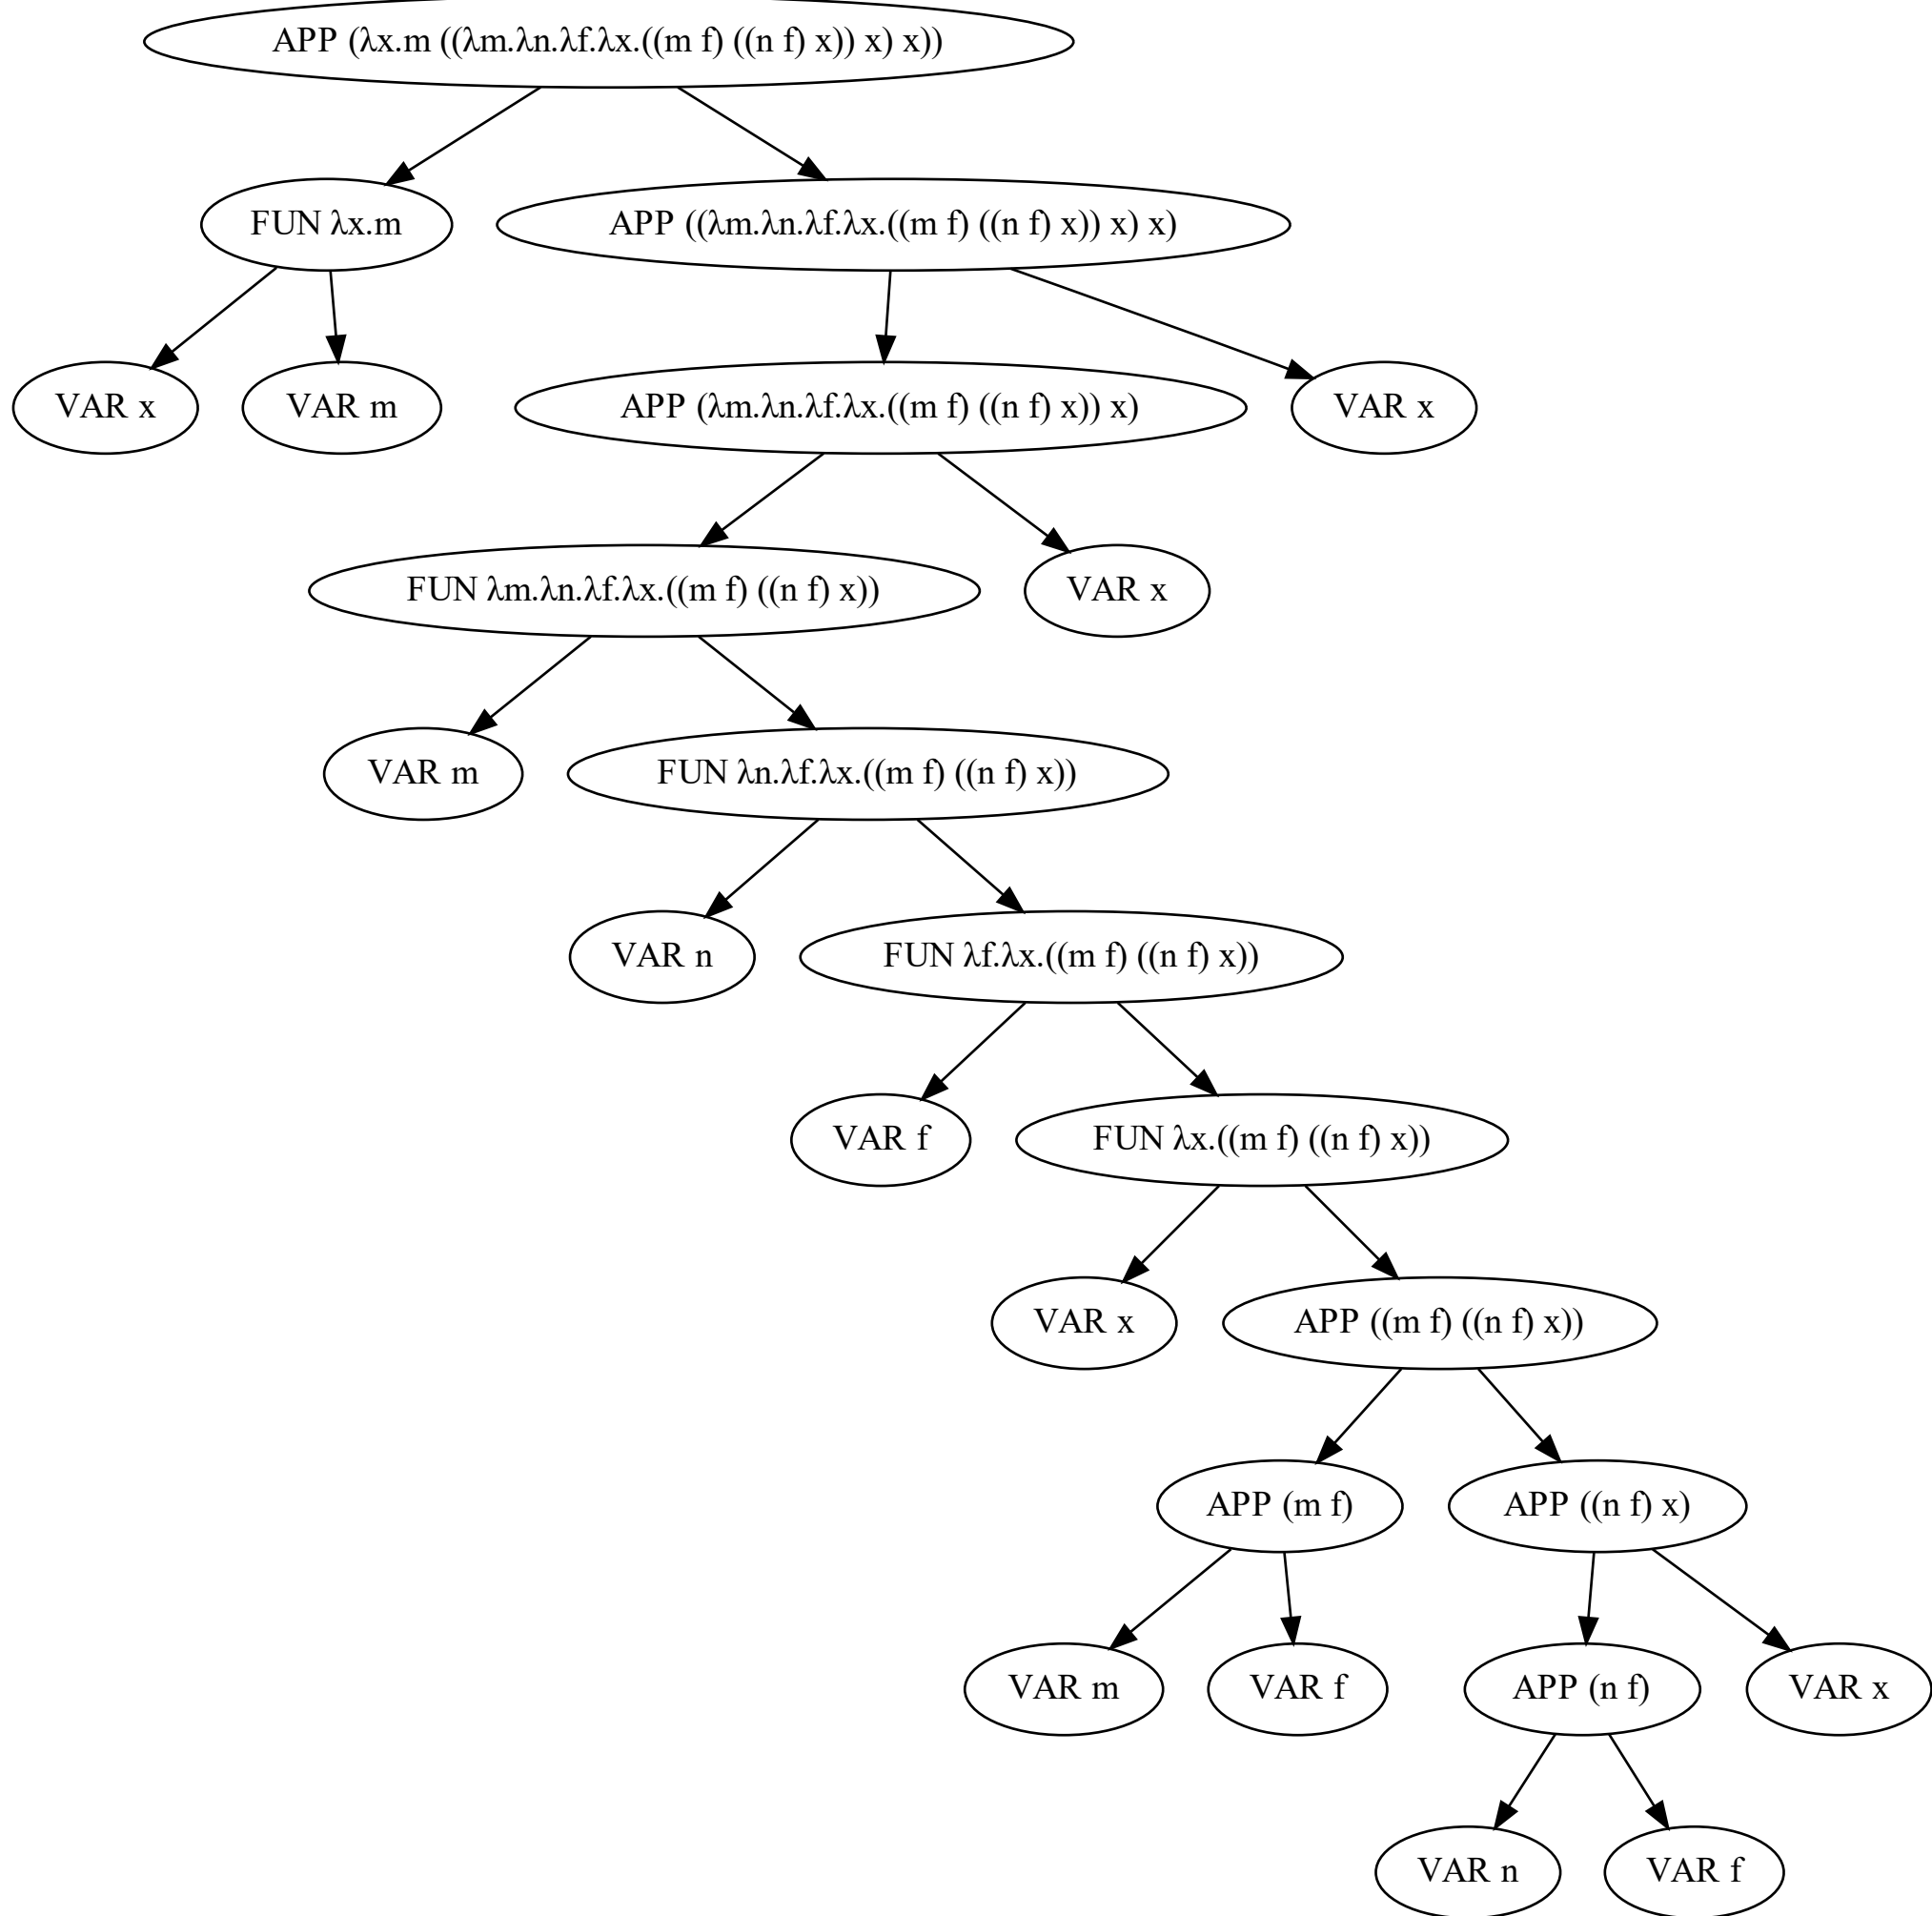 APP (λx.m ((λm.λn.λf.λx.((m f) ((n f) x)) x) x))
FUN λx.m
APP ((λm.λn.λf.λx.((m f) ((n f) x)) x) x)
VAR x
VAR m
APP (λm.λn.λf.λx.((m f) ((n f) x)) x)
VAR x
FUN λm.λn.λf.λx.((m f) ((n f) x))
VAR x
VAR m
FUN λn.λf.λx.((m f) ((n f) x))
VAR n
FUN λf.λx.((m f) ((n f) x))
VAR f
FUN λx.((m f) ((n f) x))
VAR x
APP ((m f) ((n f) x))
APP (m f)
APP ((n f) x)
VAR m
VAR f
APP (n f)
VAR x
VAR n
VAR f